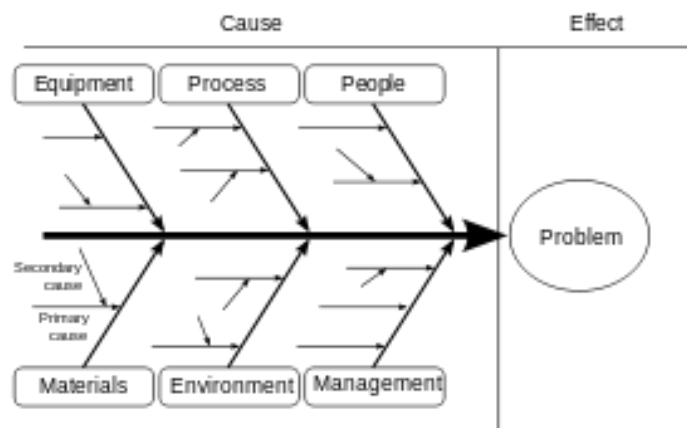 Cause
Effect
Equipment
Process
People
Problem
Secondary
cause
Primary
cause
Materials
Environment
Management